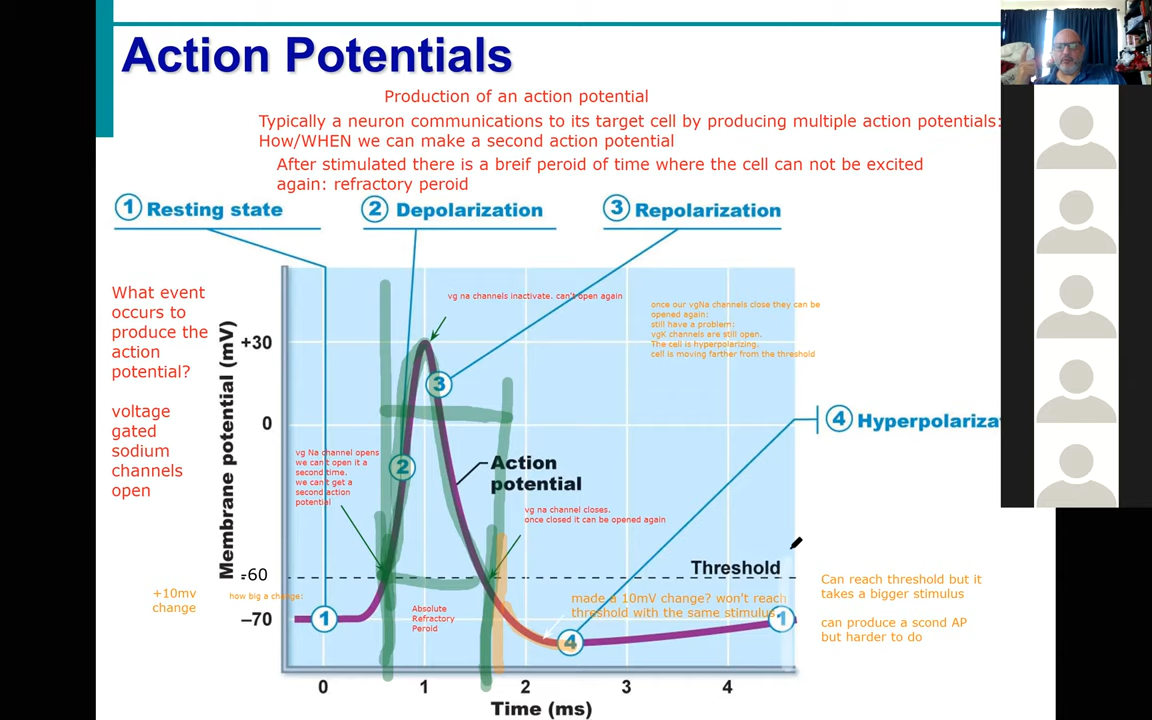 Action Potentials
Production of an action potential
Typically a neuron communications to its target cell by producing multiple action potentials:
How/WHEN we can make a second action potential
After stimulated there is a breif peroid of time where the cell can not be excited
again: refractory peroid
1 Resting state
2 Depolarization
3 Repolarization
What event
occurs to
produce the
action
potential?
voltage
gated
sodium
channels
open
vg na channels inactivate. can't open again
once our vgNa channels close they can be
opened again:
still have a problem:
vgK channels are still open.
The cell is hyperpolarizing.
cell is moving farther from the threshold
Membrane potential (mV)
+30
0
-60
–70
3
2
4 Hyperpolariza
Action
potential
vg Na channel opens
we can't open it a
second time.
we can't get a
second action
potential
vg na channel closes.
once closed it can be opened again
Threshold
+10mv
change
how big a change:
made a 10mV change? won't reach
threshold with the same stimulus.
Can reach threshold but it
takes a bigger stimulus
can produce a scond AP
but harder to do
Absolute
Refractory
Peroid
1
4
1
0
1
2
3
4
Time (ms)